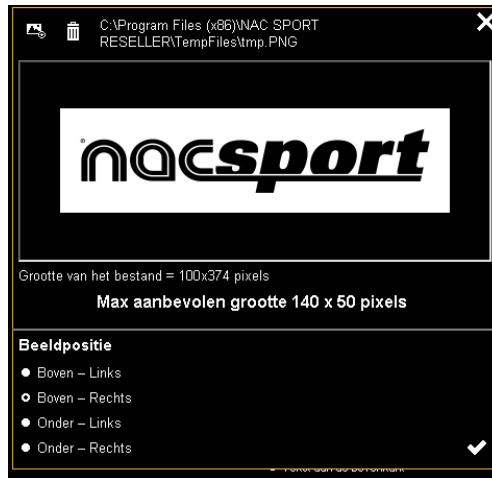 C:\Program Files (x86)\NAC SPORT
RESELLER\TempFiles\tmp.PNG
nacsport
Grootte van het bestand = 100x374 pixels
Max aanbevolen grootte 140 x 50 pixels
Beeldpositie
Boven – Links
Boven – Rechts
Onder – Links
Onder – Rechts